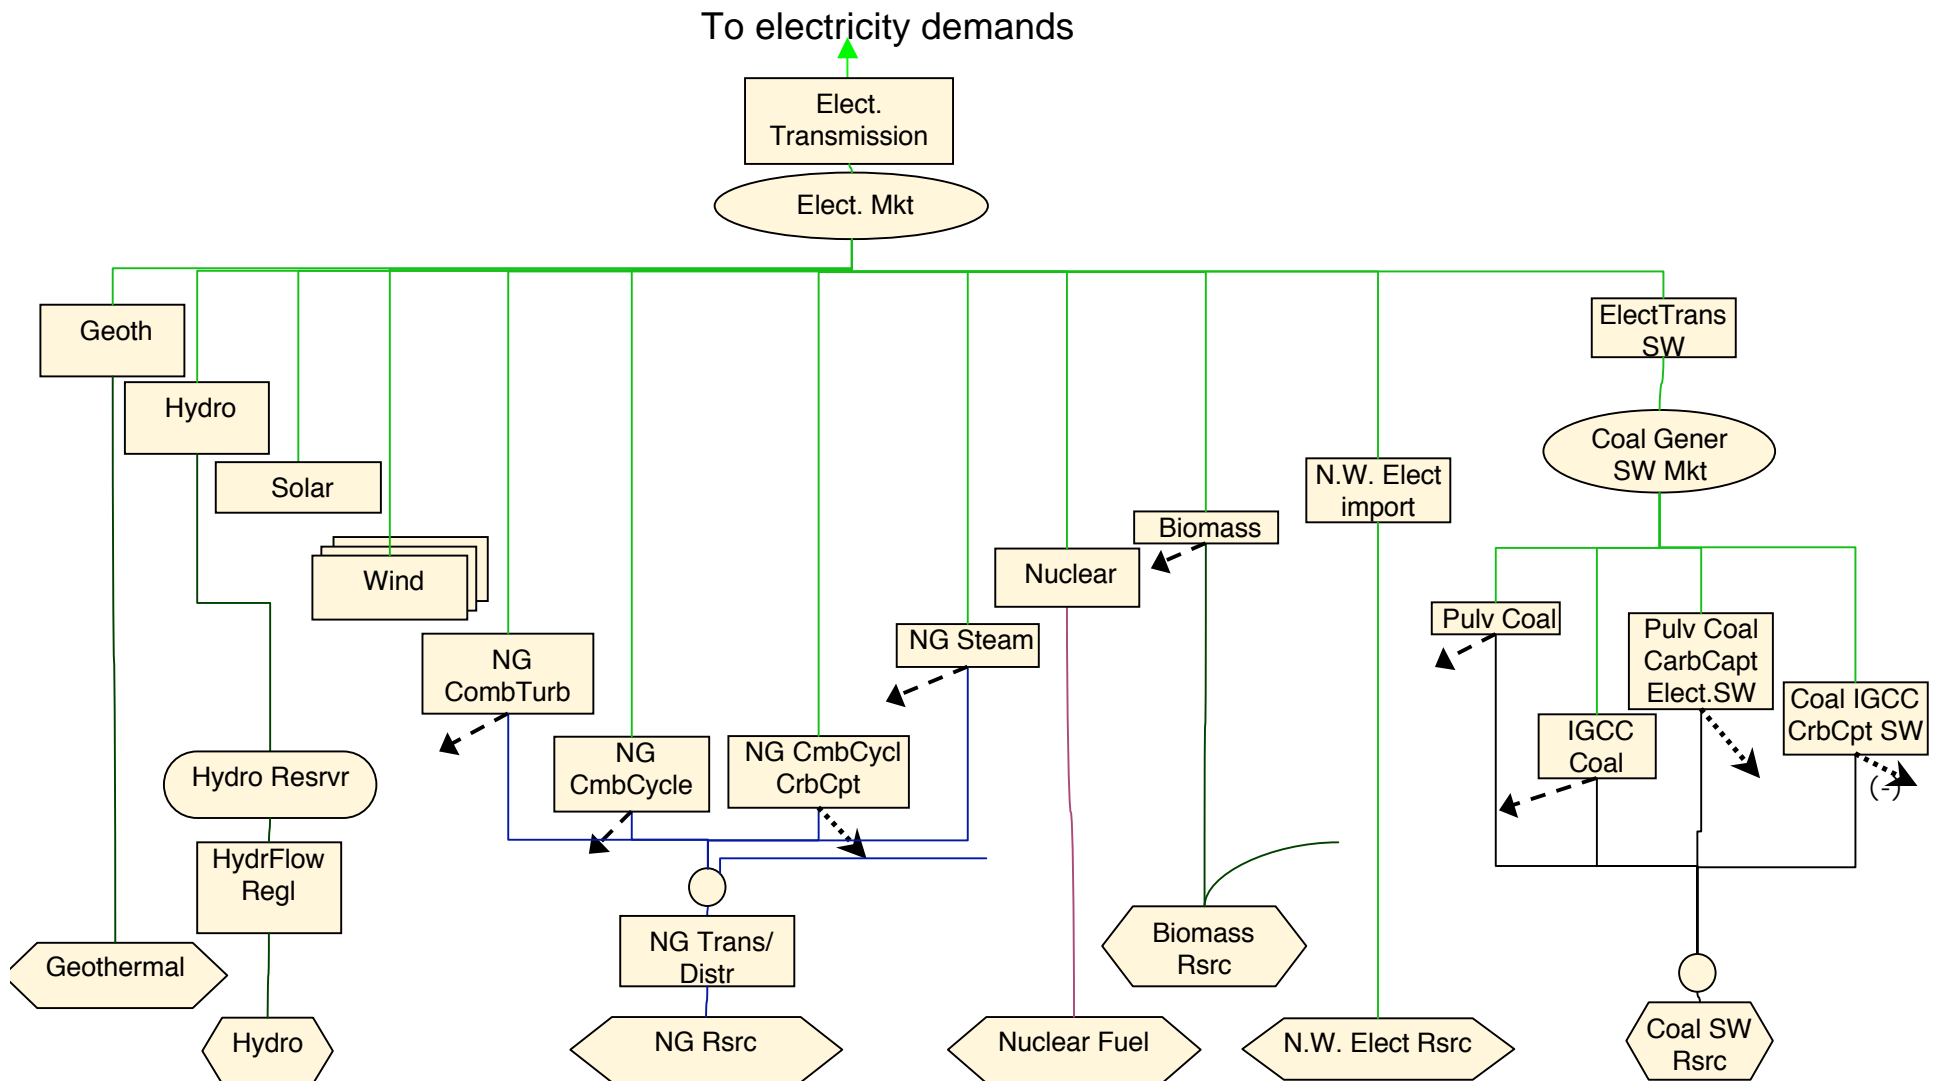 To electricity demands
Elect.
Transmission
Elect. Mkt
Geoth
ElectTrans
SW
Hydro
Coal Gener
SW Mkt
Solar
N.W. Elect
import
Biomass
Wind
Nuclear
Pulv Coal
NG Steam
Pulv Coal
CarbCapt
Elect.SW
NG
CombTurb
Coal IGCC
CrbCpt SW
IGCC
Coal
NG
CmbCycle
NG CmbCycl
CrbCpt
(-)
Hydro Resrvr
HydrFlow
Regl
Biomass
Rsrc
NG Trans/
Distr
Geothermal
Hydro
NG Rsrc
Nuclear Fuel
N.W. Elect Rsrc
Coal SW
Rsrc